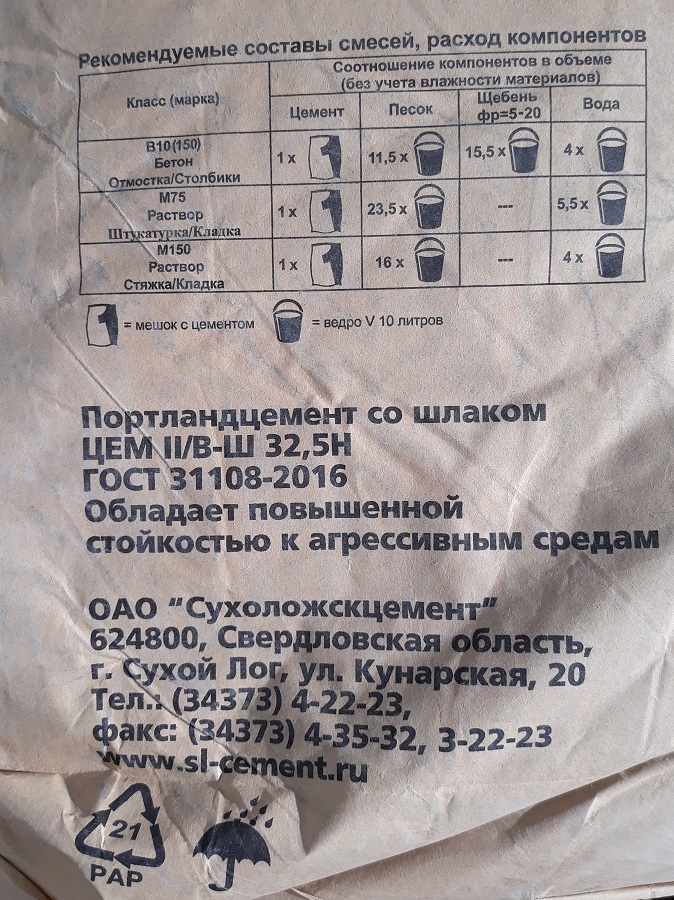 Рекомендуемые составы смесей, расход компонентов
Класс (марка)
Соотношение компонентов в объеме
(без учета влажности материалов)
Цемент
Песок
Щебень
фр=5-20
Вода
В10(150)
Бетон
Отмостка/Столбики
1 x
11,5 x
15,5 x
4 x
М75
Раствор
Штукатурка/Кладка
1 x
23,5 x
---
5,5 x
М150
Раствор
Стяжка/Кладка
1 x
16 x
---
4 x
= мешок с цементом
= ведро V 10 литров
Портландцемент со шлаком
ЦЕМ II/В-Ш 32,5Н
ГОСТ 31108-2016
Обладает повышенной
стойкостью к агрессивным средам
ОАО "Сухоложскцемент"
624800, Свердловская область,
г. Сухой Лог, ул. Кунарская, 20
Тел.: (34373) 4-22-23,
факс: (34373) 4-35-32, 3-22-23
www.sl-cement.ru
21
PAP